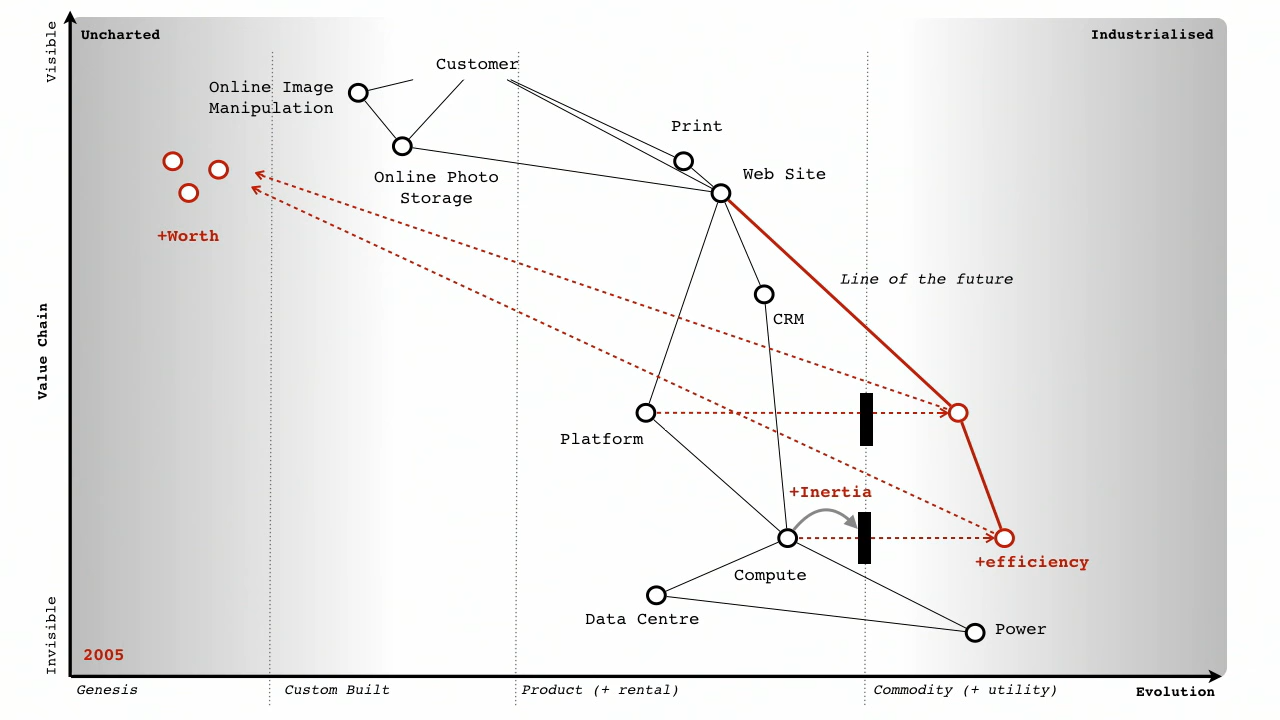 Visible
Uncharted
Industrialised
Customer
Online Image
Manipulation
Print
Web Site
Online Photo
Storage
+Worth
Line of the future
CRM
Value Chain
Platform
+Inertia
+efficiency
Compute
Data Centre
Power
Invisible
2005
Genesis
Custom Built
Product (+ rental)
Commodity (+ utility)
Evolution